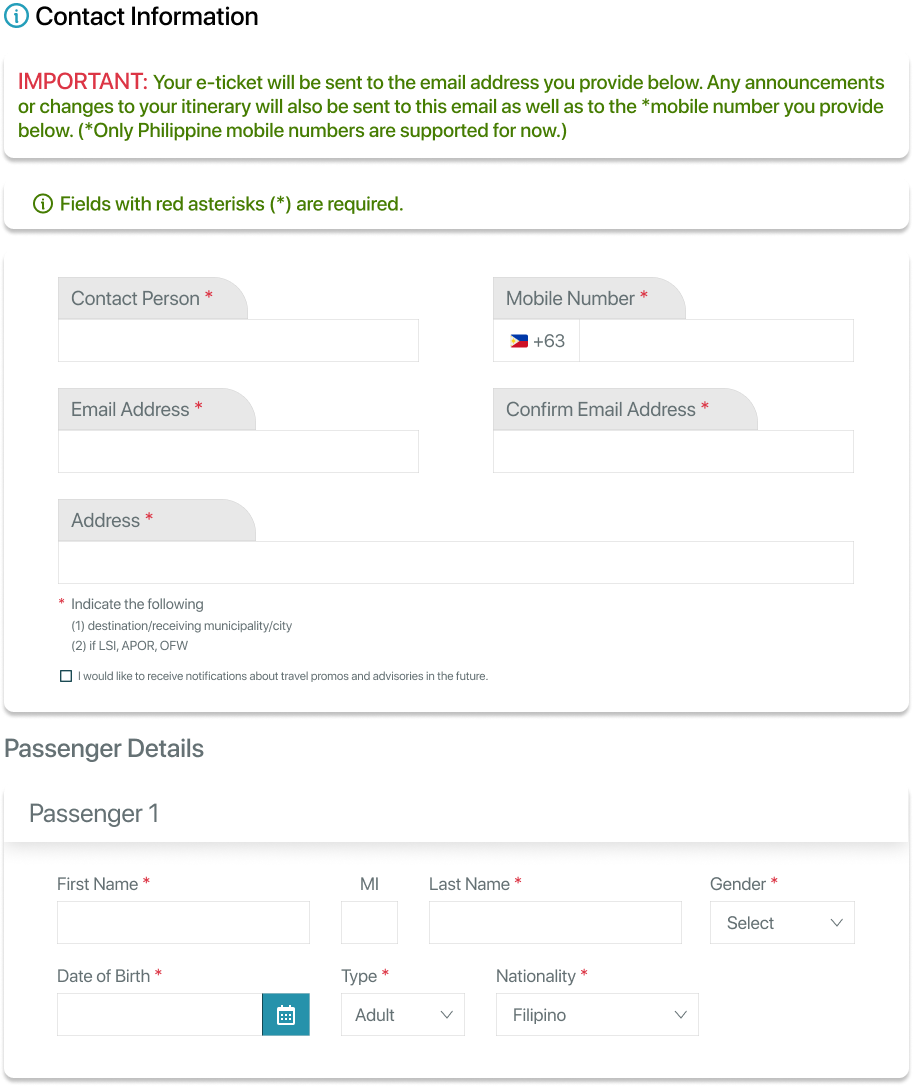 Contact Information
IMPORTANT: Your e-ticket will be sent to the email address you provide below. Any announcements
or changes to your itinerary will also be sent to this email as well as to the *mobile number you provide
below. (*Only Philippine mobile numbers are supported for now.)
Fields with red asterisks (*) are required.
Contact Person * Mobile Number *
+63
Email Address * Confirm Email Address *
Address *
* Indicate the following
(1) destination/receiving municipality/city
(2) if LSI, APOR, OFW
I would like to receive notifications about travel promos and advisories in the future.
Passenger Details
Passenger 1
First Name * MI Last Name * Gender *
Select
Date of Birth * Type * Nationality *
Adult Filipino